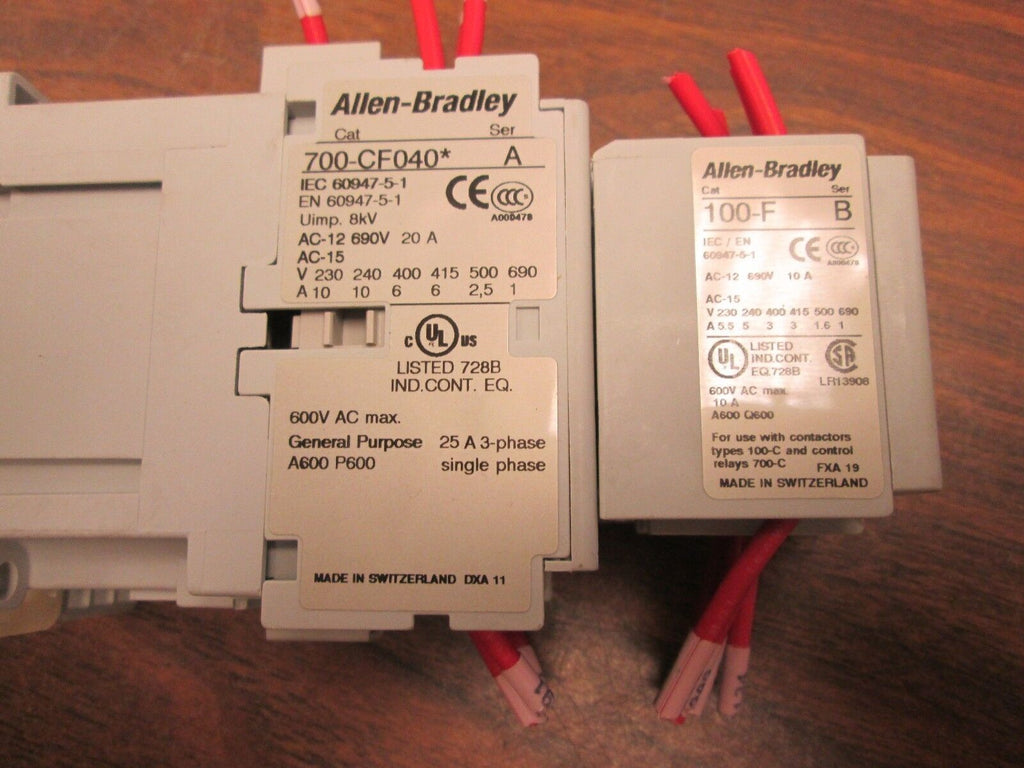 Allen-Bradley
Cat Ser
700-CF040* A
IEC 60947-5-1
EN 60947-5-1
Uimp. 8kV
CE CCC S
A005479
AC-12 690V 20 A
AC-15
V 230 240 400 415 500 690
A 10 10 6 6 2,5 1
C UL US
LISTED 728B
IND.CONT. EQ.
600V AC max.
General Purpose 25 A 3-phase
A600 P600 single phase
MADE IN SWITZERLAND DXA 11
Allen-Bradley
Cat Ser
100-F B
IEC / EN
60947-5-1
CE CCC S
A005479
AC-12 690V 10 A
AC-15
V 230 240 400 415 500 690
A 5.5 5 3 3 1.6 1
UL LISTED
IND.CONT.
EQ.728B
SA
LR13908
600V AC max.
10 A
A600 Q600
For use with contactors
types 100-C and control
relays 700-C FXA 19
MADE IN SWITZERLAND